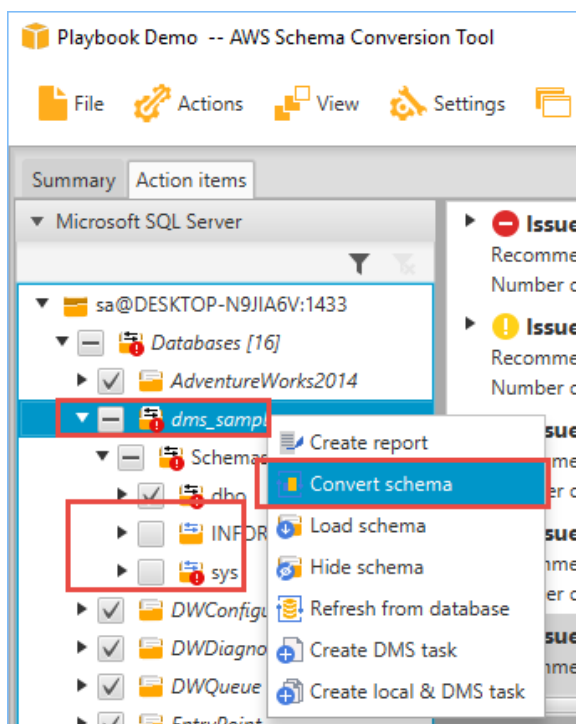 Playbook Demo -- AWS Schema Conversion Tool
File Actions View Settings
Summary Action items
Microsoft SQL Server
Issue
Recomme
Number o
sa@DESKTOP-N9JIA6V:1433
Databases [16]
Issue
Recomme
Number o
AdventureWorks2014
dms_sampl
Create report
Schemas
Convert schema
dbo
INFOR
Load schema
sys
Hide schema
DWConfigu
Refresh from database
DWDiagno
Create DMS task
DWQueue
Create local & DMS task
EntryPoint